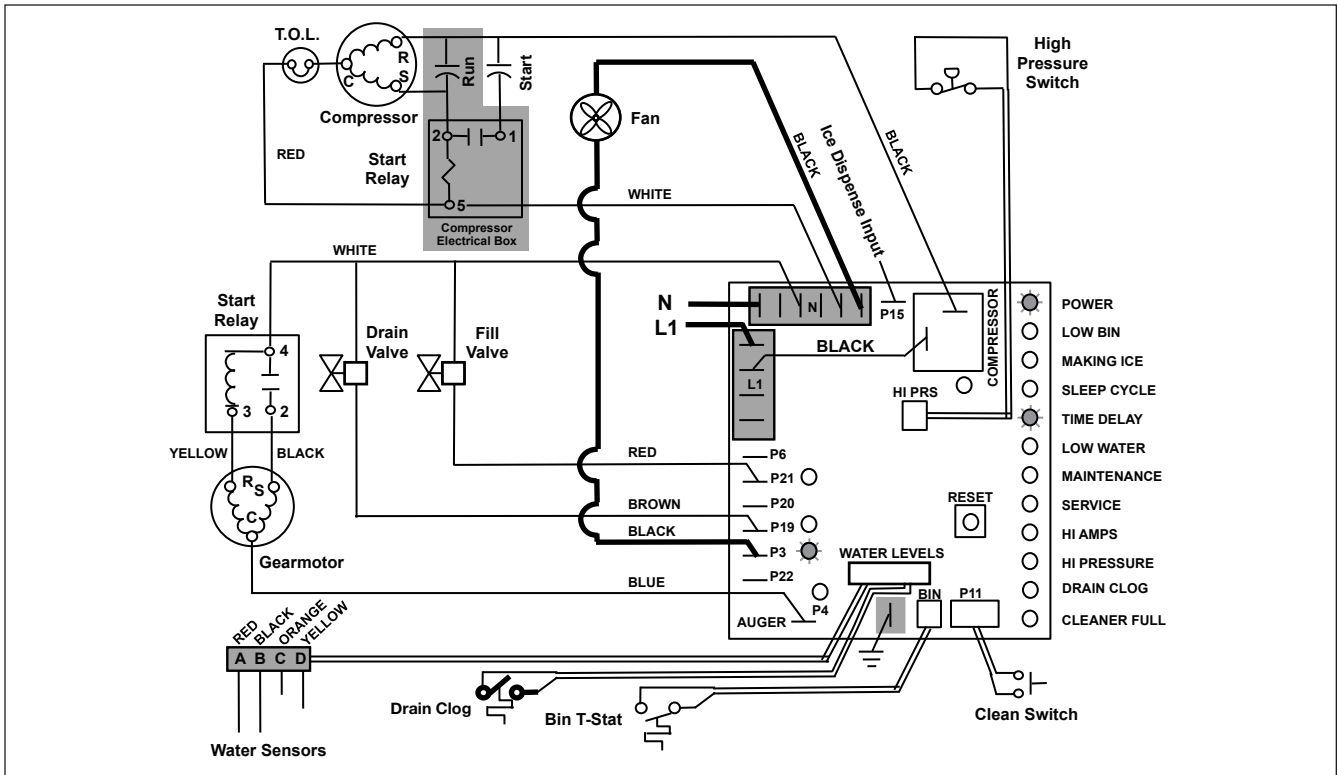 T.O.L.
R
S
C
Compressor
Run
Start
2
1
Start
Relay
5
Compressor
Electrical Box
RED
WHITE
Fan
BLACK
Ice Dispense Input
BLACK
High
Pressure
Switch
WHITE
Start
Relay
4
3
2
YELLOW
BLACK
R
S
C
Gearmotor
Drain
Valve
Fill
Valve
N
L1
N
L1
BLACK
P15
COMPRESSOR
HI PRS
POWER
LOW BIN
MAKING ICE
SLEEP CYCLE
TIME DELAY
LOW WATER
MAINTENANCE
SERVICE
HI AMPS
HI PRESSURE
DRAIN CLOG
CLEANER FULL
RED
BROWN
BLACK
BLUE
P6
P21
P20
P19
P3
P22
P4
AUGER
RESET
WATER LEVELS
BIN
P11
RED
BLACK
ORANGE
YELLOW
A B C D
Water Sensors
Drain Clog
Bin T-Stat
Clean Switch